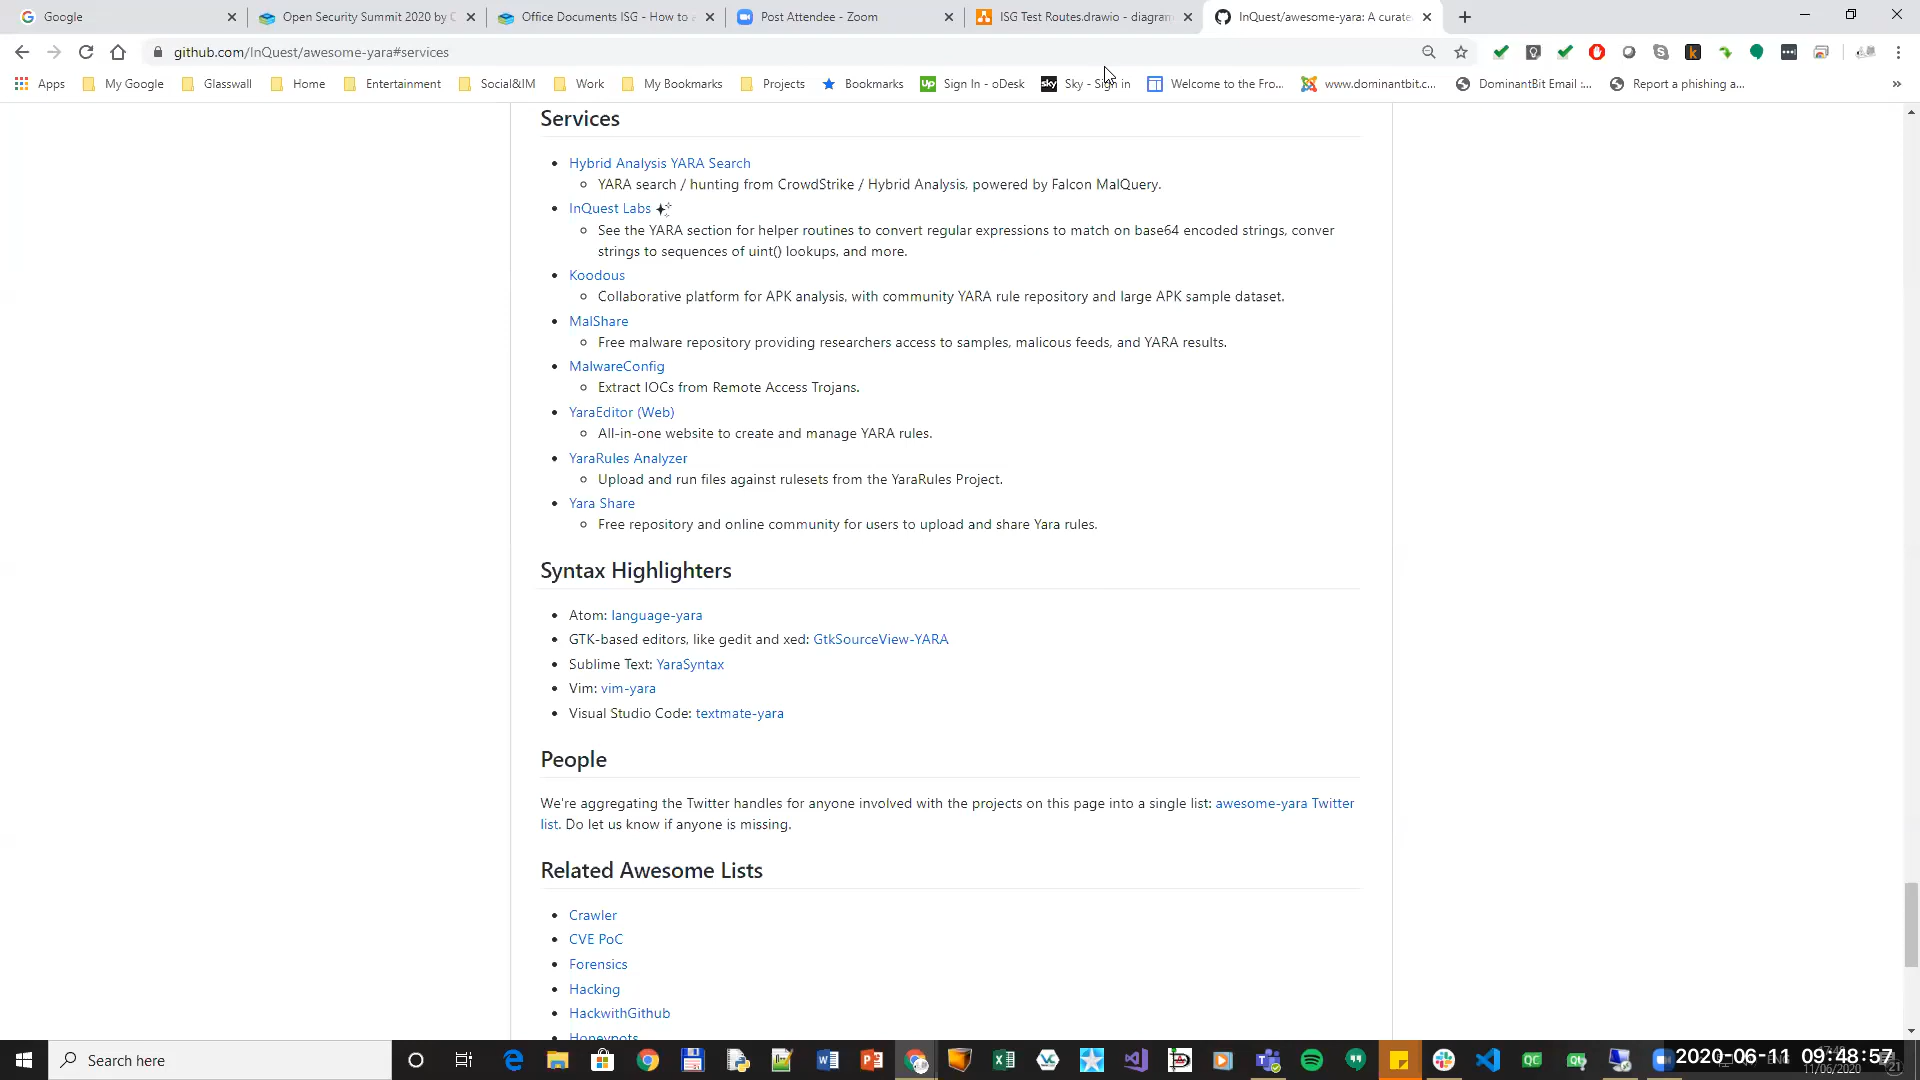 Google
Open Security Summit 2020 by
Office Documents ISG - How to
Post Attendee - Zoom
ISG Test Routes.drawio - diagram
InQuest/awesome-yara: A curate
github.com/InQuest/awesome-yara#services
Apps
My Google
Glasswall
Home
Entertainment
Social&IM
Work
My Bookmarks
Projects
Bookmarks
Sign In - oDesk
Sky - Sign in
Welcome to the Fro...
www.dominantbit.c...
DominantBit Email :...
Report a phishing a...
Services
Hybrid Analysis YARA Search
YARA search / hunting from CrowdStrike / Hybrid Analysis, powered by Falcon MalQuery.
InQuest Labs
See the YARA section for helper routines to convert regular expressions to match on base64 encoded strings, conver
strings to sequences of uint() lookups, and more.
Koodous
Collaborative platform for APK analysis, with community YARA rule repository and large APK sample dataset.
MalShare
Free malware repository providing researchers access to samples, malicous feeds, and YARA results.
MalwareConfig
Extract IOCs from Remote Access Trojans.
YaraEditor (Web)
All-in-one website to create and manage YARA rules.
YaraRules Analyzer
Upload and run files against rulesets from the YaraRules Project.
Yara Share
Free repository and online community for users to upload and share Yara rules.
Syntax Highlighters
Atom: language-yara
GTK-based editors, like gedit and xed: GtkSourceView-YARA
Sublime Text: YaraSyntax
Vim: vim-yara
Visual Studio Code: textmate-yara
People
We're aggregating the Twitter handles for anyone involved with the projects on this page into a single list: awesome-yara Twitter
list. Do let us know if anyone is missing.
Related Awesome Lists
Crawler
CVE PoC
Forensics
Hacking
HackwithGithub
Honeypots
Search here
2020-06-11 09:48:57
11/06/2020